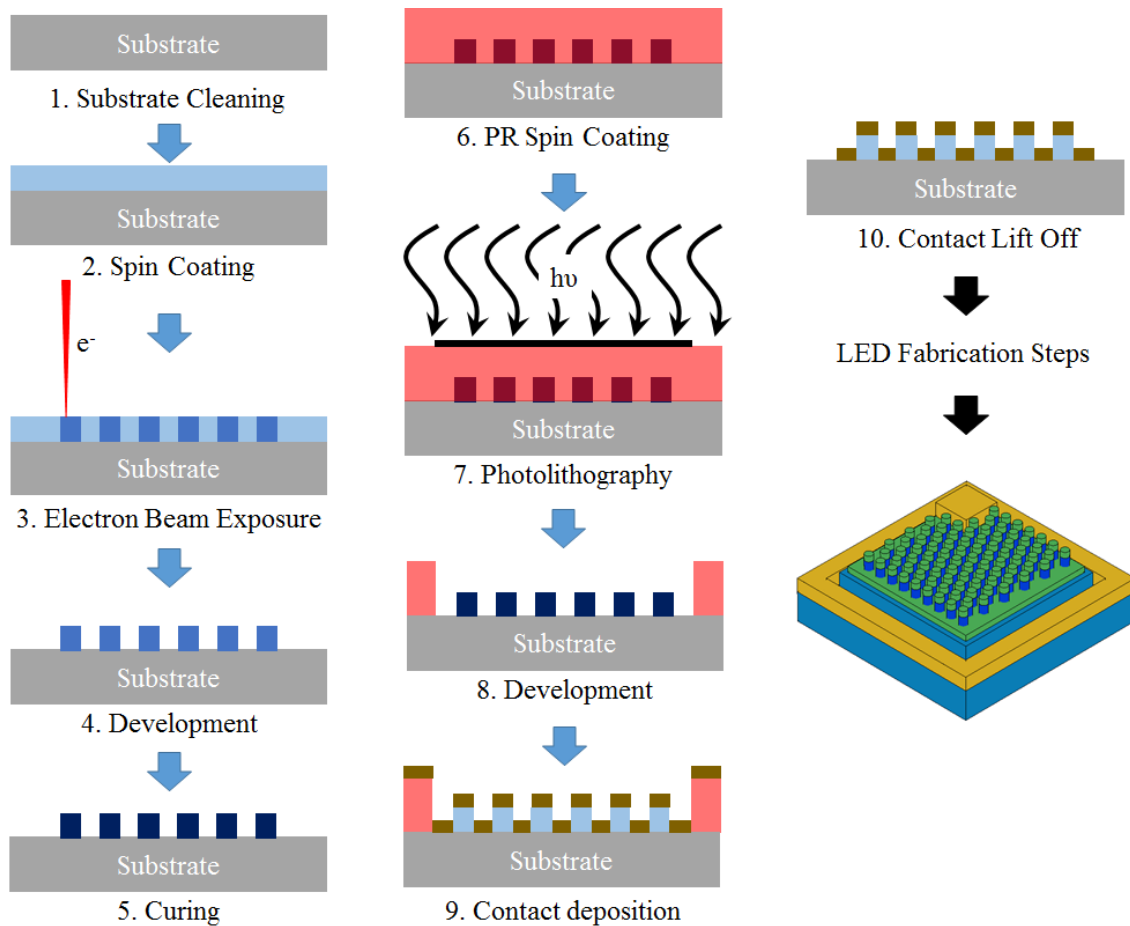 Substrate
1. Substrate Cleaning
Substrate
2. Spin Coating
e-
Substrate
3. Electron Beam Exposure
Substrate
4. Development
Substrate
5. Curing
Substrate
6. PR Spin Coating
hυ
Substrate
7. Photolithography
Substrate
8. Development
Substrate
9. Contact deposition
Substrate
10. Contact Lift Off
LED Fabrication Steps